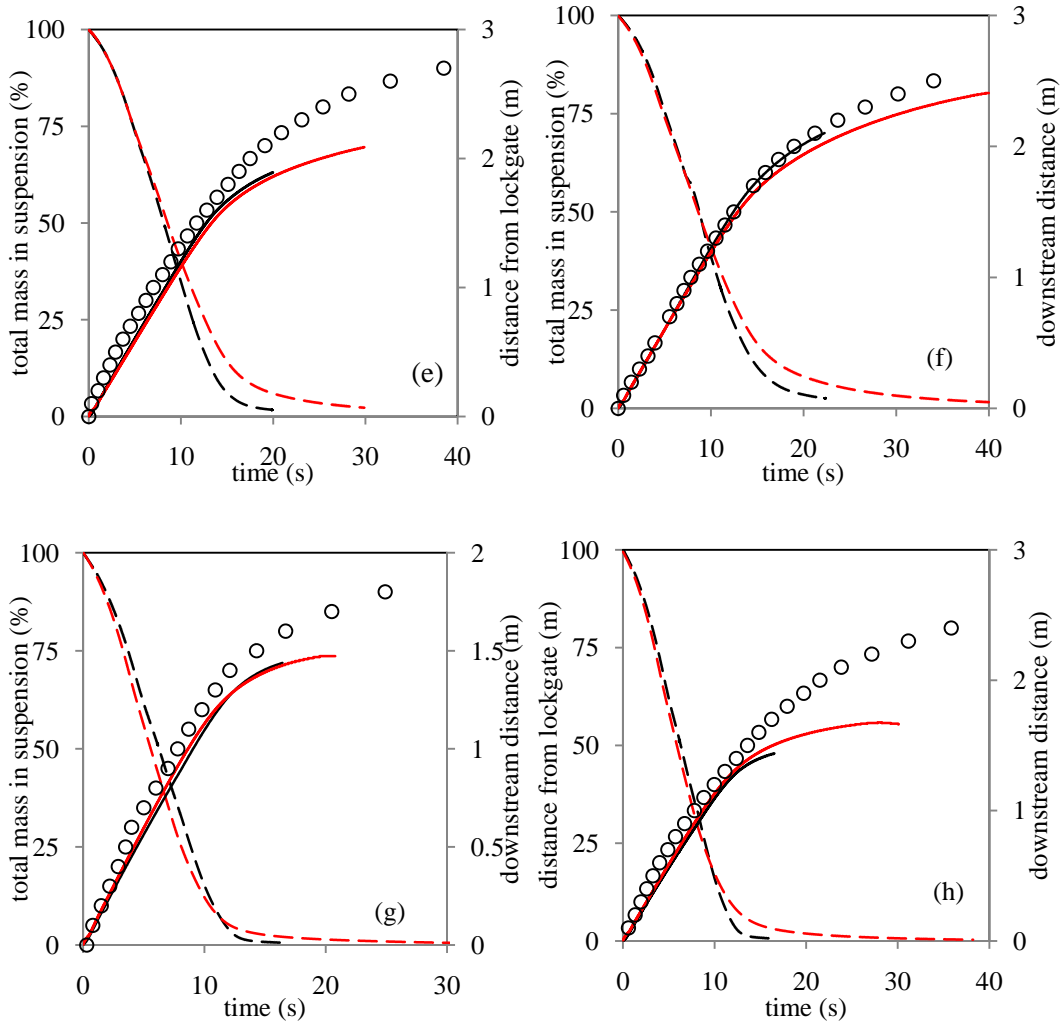 total mass in suspension (%)
100
75
50
25
0
0 10 20 30 40
time (s)
3
2
1
0
distance from lockgate (m)
(e)
total mass in suspension (%)
100
75
50
25
0
0 10 20 30 40
time (s)
3
2
1
0
downstream distance (m)
(f)
total mass in suspension (%)
100
75
50
25
0
0 10 20 30
time (s)
2
1.5
1
0.5
0
downstream distance (m)
(g)
distance from lockgate (m)
100
75
50
25
0
0 10 20 30 40
time (s)
3
2
1
0
downstream distance (m)
(h)